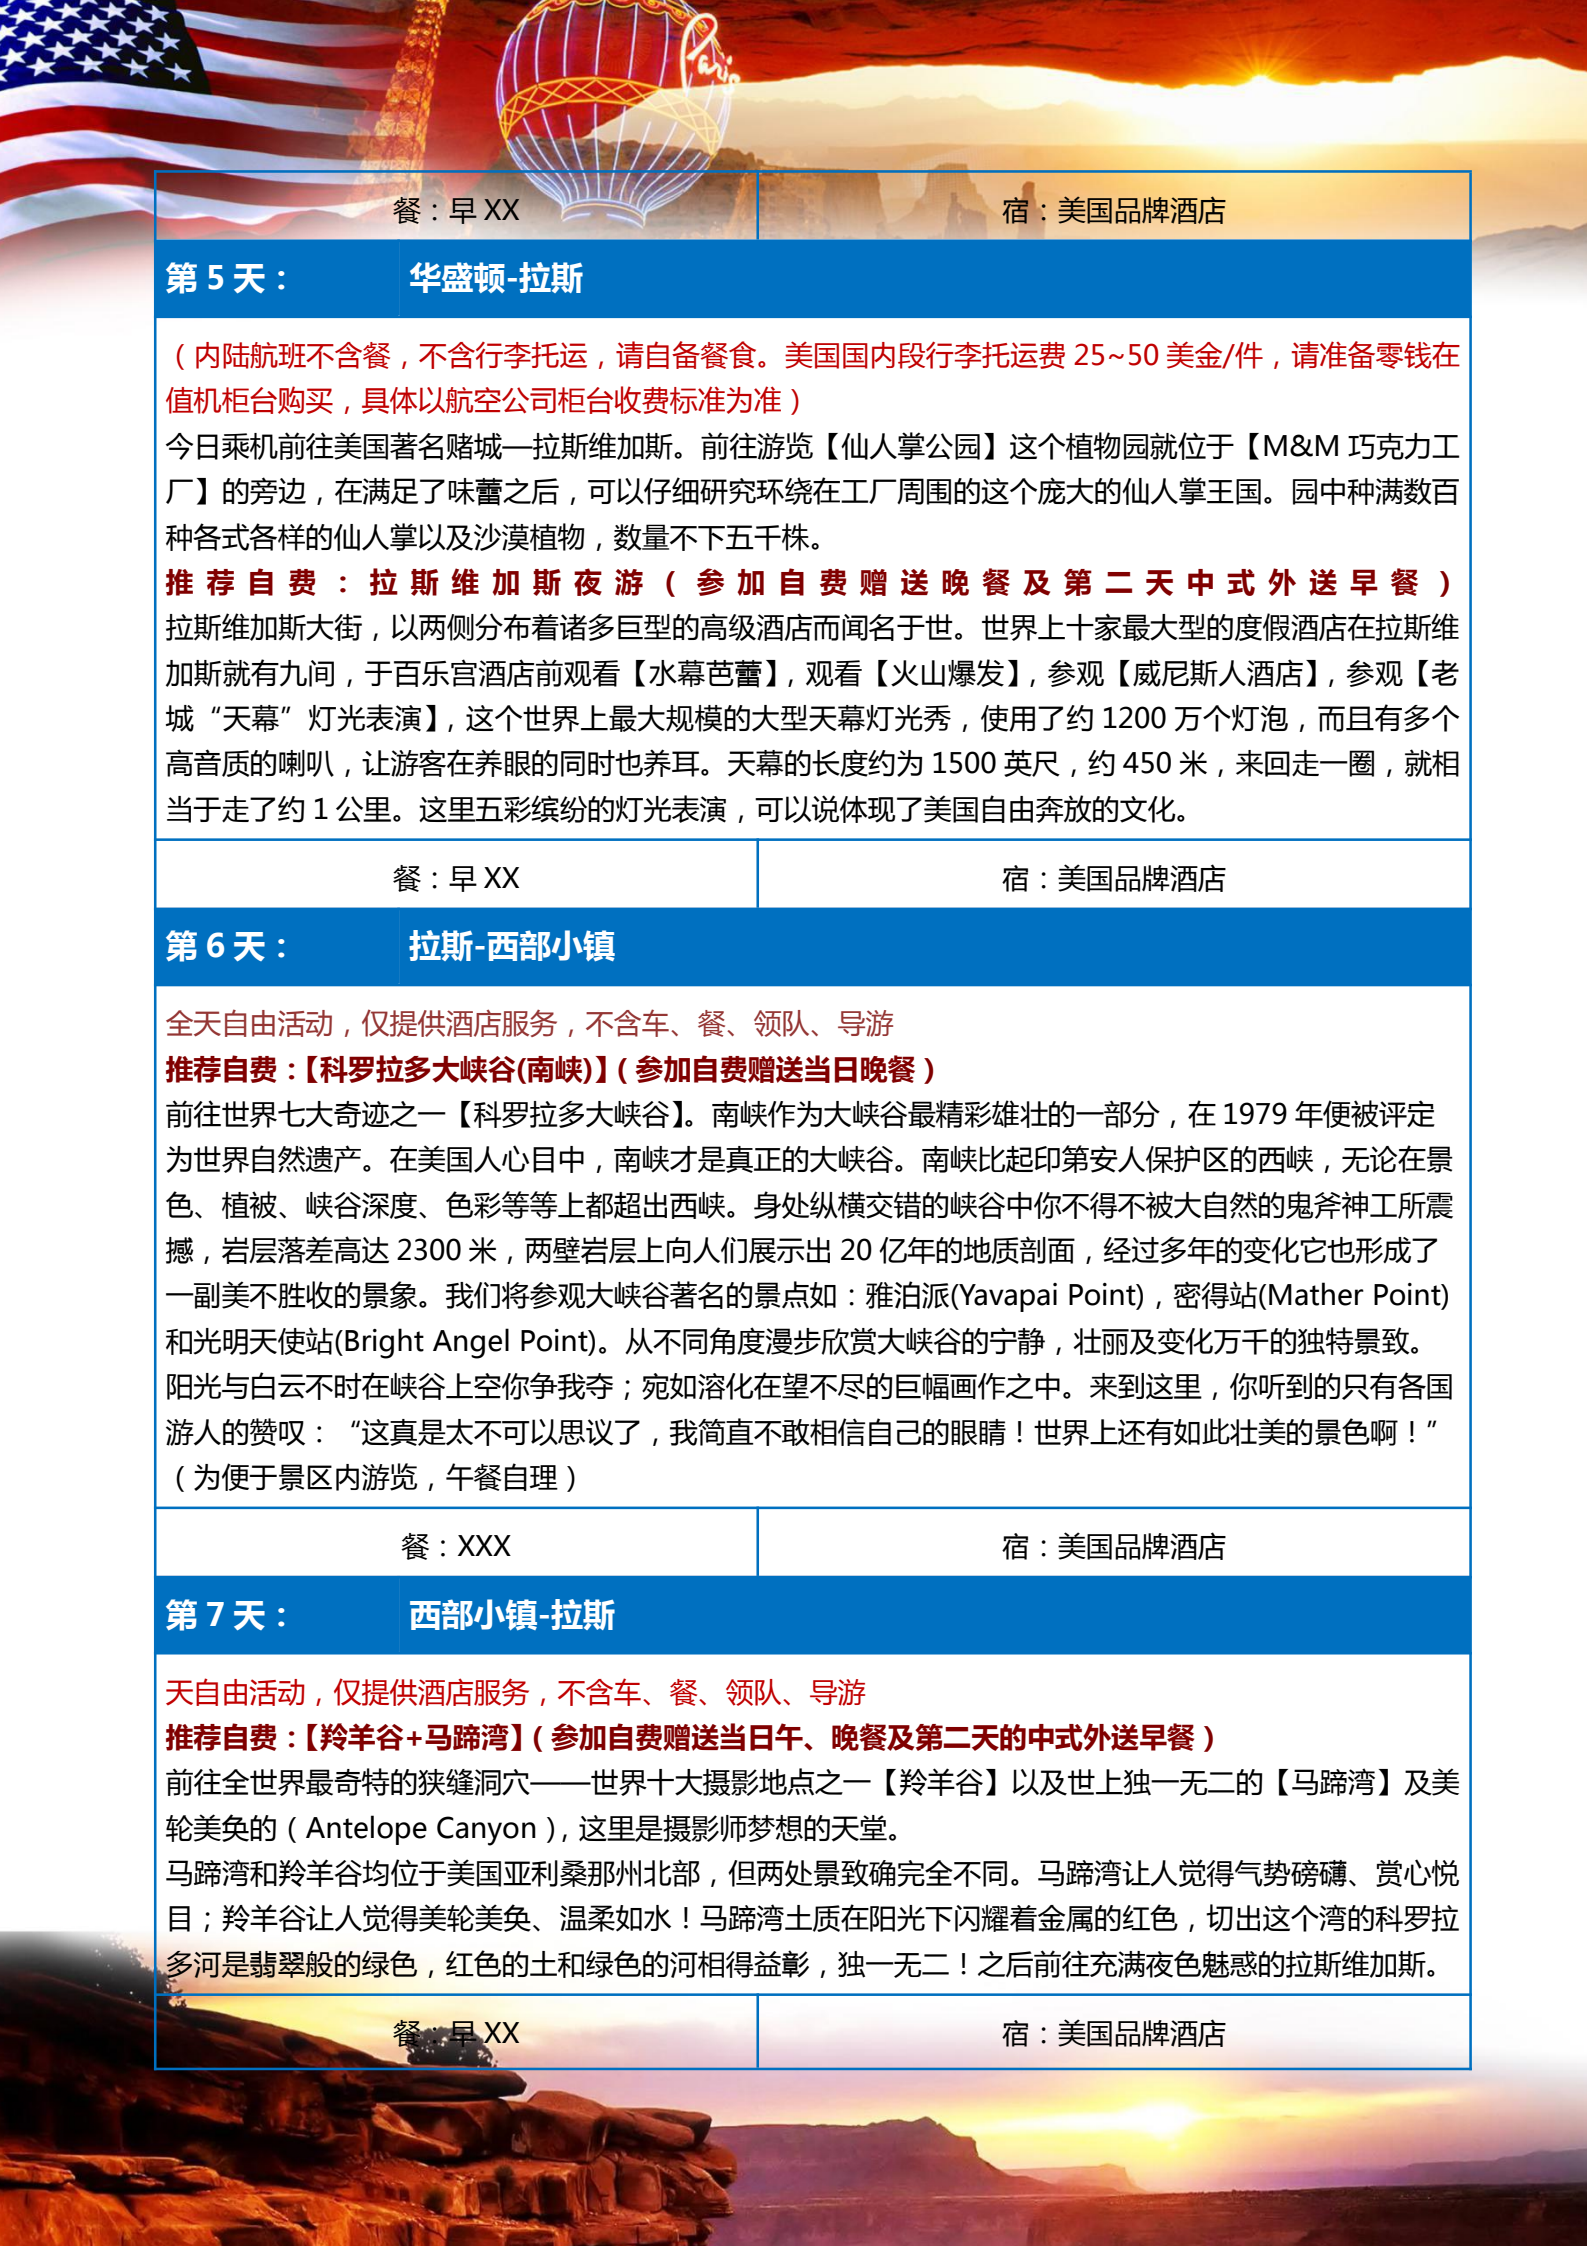 Paris
餐：早 XX
宿：美国品牌酒店
第 5 天：
华盛顿-拉斯
（内陆航班不含餐，不含行李托运，请自备餐食。美国国内段行李托运费 25~50 美金/件，请准备零钱在
值机柜台购买，具体以航空公司柜台收费标准为准）
今日乘机前往美国著名赌城—拉斯维加斯。前往游览【仙人掌公园】这个植物园就位于【M&M 巧克力工
厂】的旁边，在满足了味蕾之后，可以仔细研究环绕在工厂周围的这个庞大的仙人掌王国。园中种满数百
种各式各样的仙人掌以及沙漠植物，数量不下五千株。
推荐自费：拉斯维加斯夜游（参加自费赠送晚餐及第二天中式外送早餐）
拉斯维加斯大街，以两侧分布着诸多巨型的高级酒店而闻名于世。世界上十家最大型的度假酒店在拉斯维
加斯就有九间，于百乐宫酒店前观看【水幕芭蕾】，观看【火山爆发】，参观【威尼斯人酒店】，参观【老
城“天幕”灯光表演】，这个世界上最大规模的大型天幕灯光秀，使用了约 1200 万个灯泡，而且有多个
高音质的喇叭，让游客在养眼的同时也养耳。天幕的长度约为 1500 英尺，约 450 米，来回走一圈，就相
当于走了约 1 公里。这里五彩缤纷的灯光表演，可以说体现了美国自由奔放的文化。
餐：早 XX
宿：美国品牌酒店
第 6 天：
拉斯-西部小镇
全天自由活动，仅提供酒店服务，不含车、餐、领队、导游
推荐自费：【科罗拉多大峡谷(南峡)】（参加自费赠送当日晚餐）
前往世界七大奇迹之一【科罗拉多大峡谷】。南峡作为大峡谷最精彩雄壮的一部分，在 1979 年便被评定
为世界自然遗产。在美国人心目中，南峡才是真正的大峡谷。南峡比起印第安人保护区的西峡，无论在景
色、植被、峡谷深度、色彩等等上都超出西峡。身处纵横交错的峡谷中你不得不被大自然的鬼斧神工所震
撼，岩层落差高达 2300 米，两壁岩层上向人们展示出 20 亿年的地质剖面，经过多年的变化它也形成了
一副美不胜收的景象。我们将参观大峡谷著名的景点如：雅泊派(Yavapai Point)，密得站(Mather Point)
和光明天使站(Bright Angel Point)。从不同角度漫步欣赏大峡谷的宁静，壮丽及变化万千的独特景致。
阳光与白云不时在峡谷上空你争我夺；宛如溶化在望不尽的巨幅画作之中。来到这里，你听到的只有各国
游人的赞叹：“这真是太不可以思议了，我简直不敢相信自己的眼睛！世界上还有如此壮美的景色啊！”
（为便于景区内游览，午餐自理）
餐：XXX
宿：美国品牌酒店
第 7 天：
西部小镇-拉斯
天自由活动，仅提供酒店服务，不含车、餐、领队、导游
推荐自费：【羚羊谷+马蹄湾】（参加自费赠送当日午、晚餐及第二天的中式外送早餐）
前往全世界最奇特的狭缝洞穴——世界十大摄影地点之一【羚羊谷】以及世上独一无二的【马蹄湾】及美
轮美奂的（Antelope Canyon），这里是摄影师梦想的天堂。
马蹄湾和羚羊谷均位于美国亚利桑那州北部，但两处景致确完全不同。马蹄湾让人觉得气势磅礴、赏心悦
目；羚羊谷让人觉得美轮美奂、温柔如水！马蹄湾土质在阳光下闪耀着金属的红色，切出这个湾的科罗拉
多河是翡翠般的绿色，红色的土和绿色的河相得益彰，独一无二！之后前往充满夜色魅惑的拉斯维加斯。
餐：早 XX
宿：美国品牌酒店